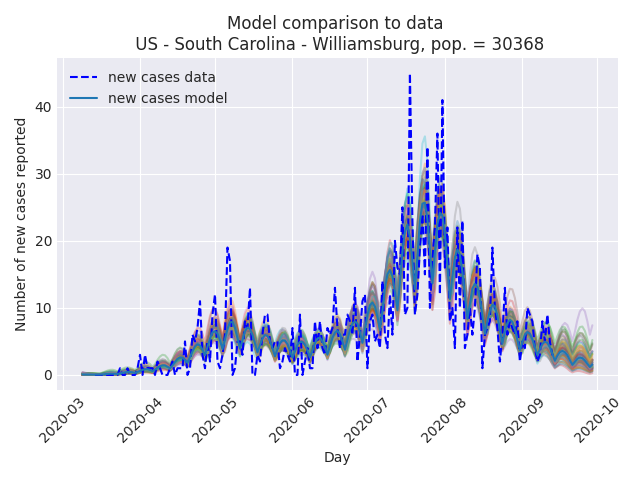 Model comparison to data
US - South Carolina - Williamsburg, pop. = 30368
new cases data
new cases model
Number of new cases reported
40
30
20
10
0
2020-03
2020-04
2020-05
2020-06
2020-07
2020-08
2020-09
2020-10
Day